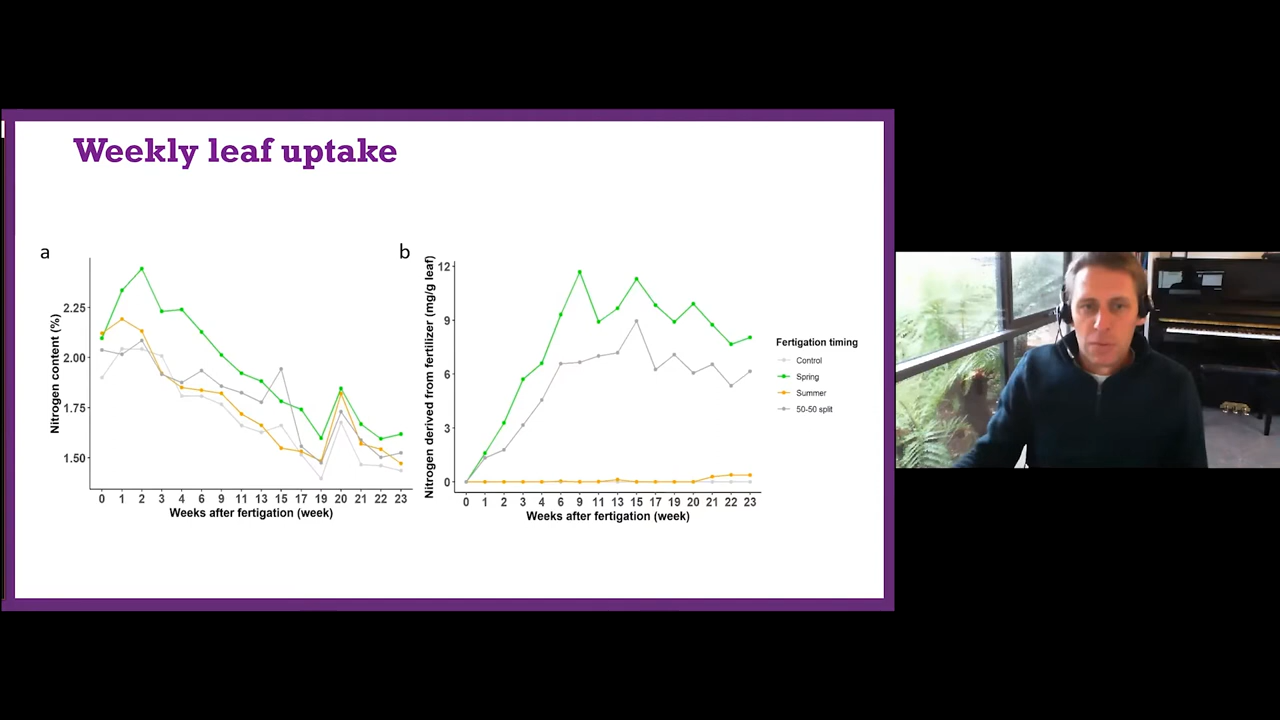 Weekly leaf uptake
a
Nitrogen content (%)
2.25
2.00
1.75
1.50
0 1 2 3 4 6 9 11 13 15 17 19 20 21 22 23
Weeks after fertigation (week)
b
Nitrogen derived from fertilizer (mg/g leaf)
12
9
6
3
0
0 1 2 3 4 6 9 11 13 15 17 19 20 21 22 23
Weeks after fertigation (week)
Fertigation timing
Control
Spring
Summer
50-50 split